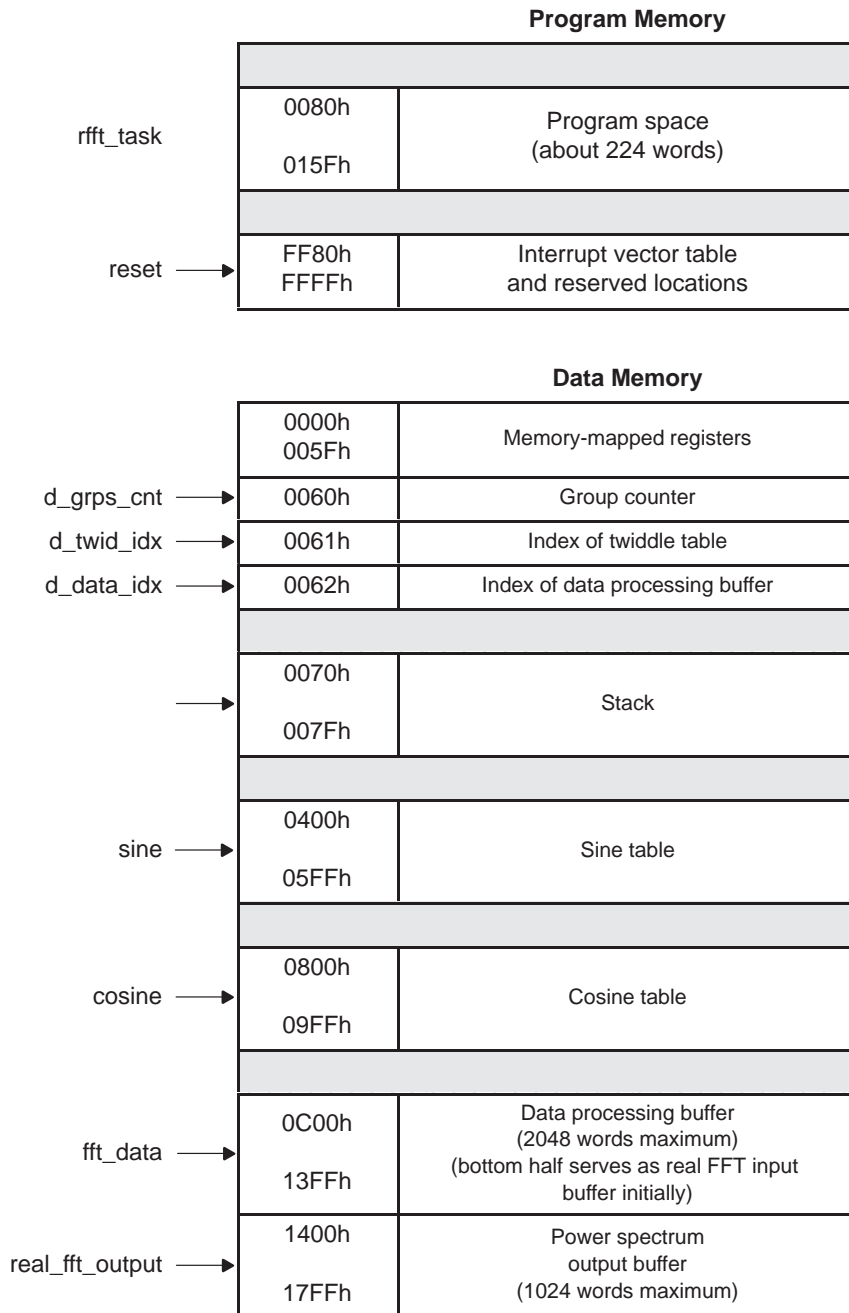 Program Memory
rfft_task
0080h
015Fh
Program space
(about 224 words)
reset
FF80h
FFFFh
Interrupt vector table
and reserved locations
Data Memory
0000h
005Fh
Memory-mapped registers
d_grps_cnt
0060h
Group counter
d_twid_idx
0061h
Index of twiddle table
d_data_idx
0062h
Index of data processing buffer
0070h
007Fh
Stack
sine
0400h
05FFh
Sine table
cosine
0800h
09FFh
Cosine table
fft_data
0C00h
13FFh
Data processing buffer
(2048 words maximum)
(bottom half serves as real FFT input
buffer initially)
real_fft_output
1400h
17FFh
Power spectrum
output buffer
(1024 words maximum)